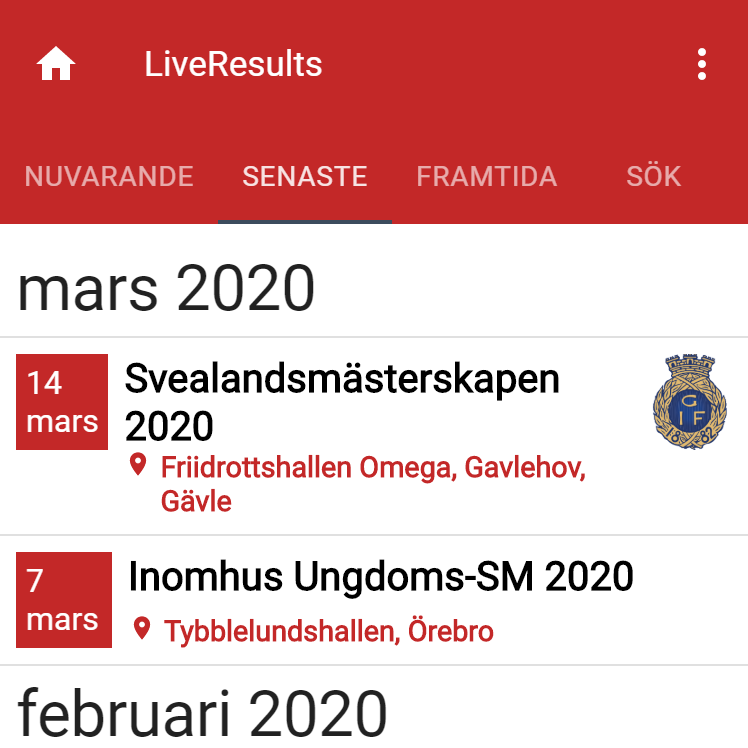 LiveResults
NUVARANDE SENASTE FRAMTIDA SÖK
mars 2020
14
mars
Svealandsmästerskapen
2020
Friidrottshallen Omega, Gavlehov,
Gävle
G
I F
18 82
7
mars
Inomhus Ungdoms-SM 2020
Tybblelundshallen, Örebro
februari 2020